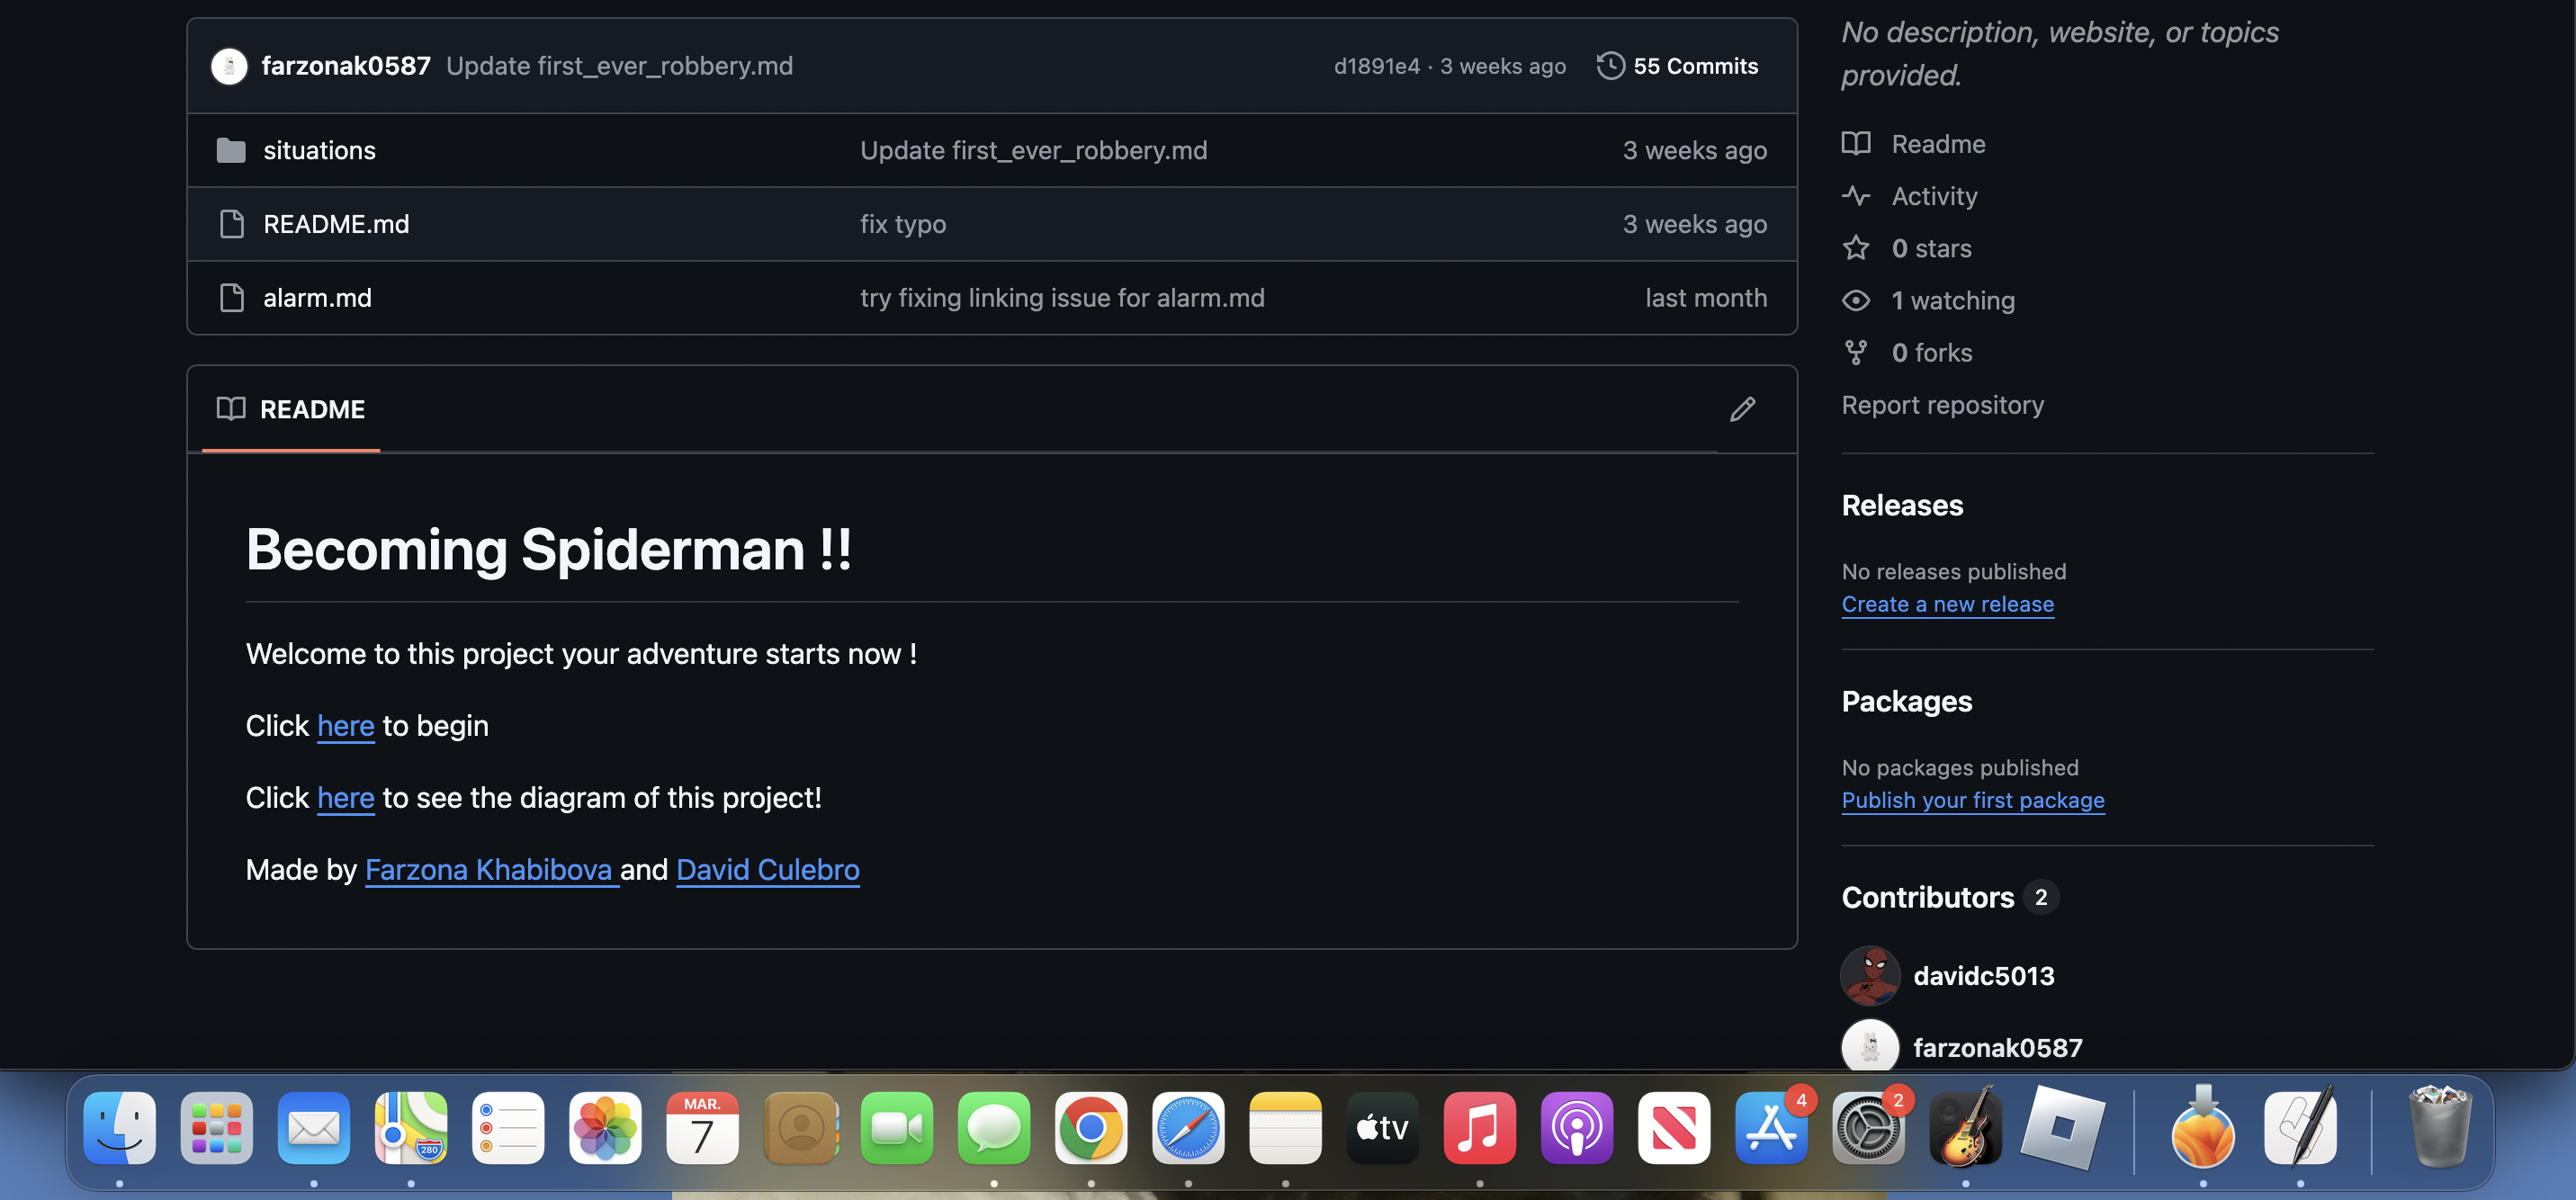 No description, website, or topics
provided.
farzonak0587 Update first_ever_robbery.md d1891e4 · 3 weeks ago 55 Commits
situations Update first_ever_robbery.md 3 weeks ago
README.md fix typo 3 weeks ago
alarm.md try fixing linking issue for alarm.md last month
README
Becoming Spiderman !!
Welcome to this project your adventure starts now !
Click here to begin
Click here to see the diagram of this project!
Made by Farzona Khabibova and David Culebro
Readme
Activity
0 stars
1 watching
0 forks
Report repository
Releases
No releases published
Create a new release
Packages
No packages published
Publish your first package
Contributors 2
davidc5013
farzonak0587
280
MAR.
7
tv
4
2